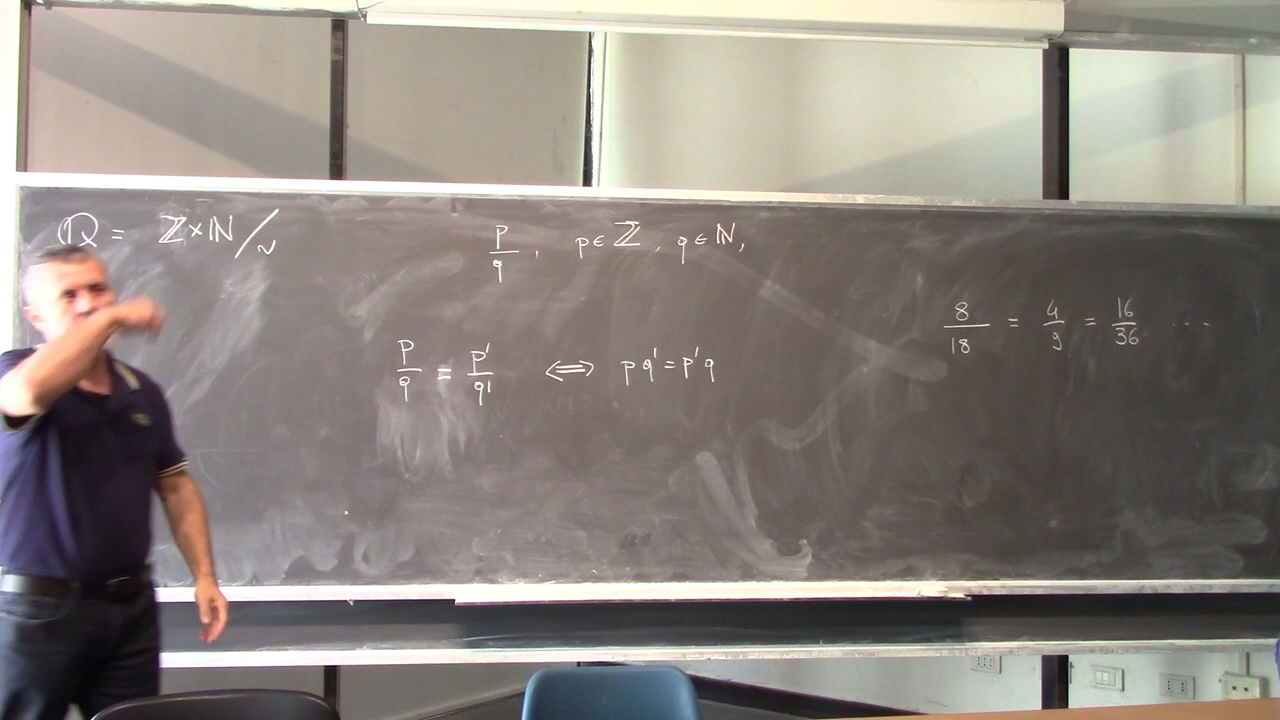 ℚ = ℤ×ℕ/~
p/q, p∈ℤ, q∈ℕ,
8/18 = 4/9 = 16/36 ...
p/q = p'/q' ⟺ pq'=p'q